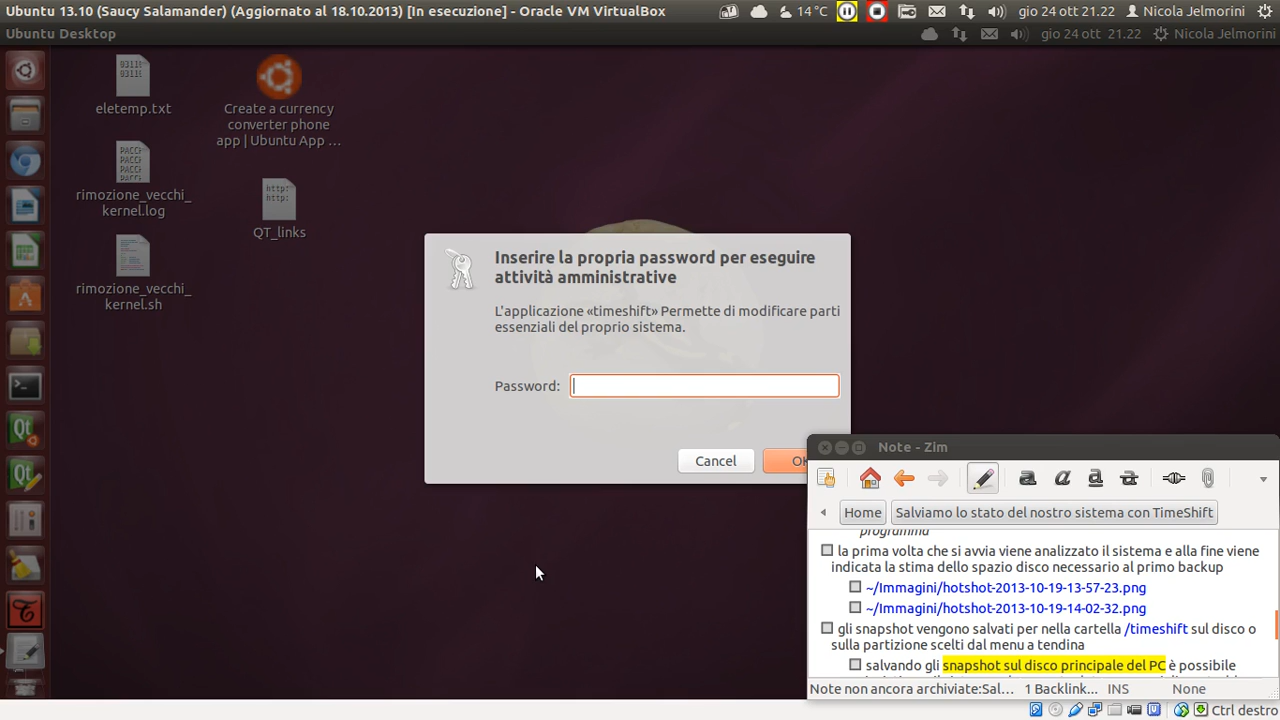 Ubuntu 13.10 (Saucy Salamander) (Aggiornato al 18.10.2013) [In esecuzione] - Oracle VM VirtualBox
14 °C
gio 24 ott 21.22
Nicola Jelmorini
Ubuntu Desktop
gio 24 ott 21.22
Nicola Jelmorini
eletemp.txt
Create a currency
converter phone
app | Ubuntu App ...
rimozione_vecchi_
kernel.log
QT_links
rimozione_vecchi_
kernel.sh
Inserire la propria password per eseguire
attività amministrative
L'applicazione «timeshift» Permette di modificare parti
essenziali del proprio sistema.
Password:
Cancel
Note - Zim
Home
Salviamo lo stato del nostro sistema con TimeShift
programma
la prima volta che si avvia viene analizzato il sistema e alla fine viene
indicata la stima dello spazio disco necessario al primo backup
~/Immagini/hotshot-2013-10-19-13-57-23.png
~/Immagini/hotshot-2013-10-19-14-02-32.png
gli snapshot vengono salvati per nella cartella /timeshift sul disco o
sulla partizione scelti dal menu a tendina
salvando gli snapshot sul disco principale del PC è possibile
Note non ancora archiviate:Sal...
1 Backlink...
INS
None
Ctrl destro